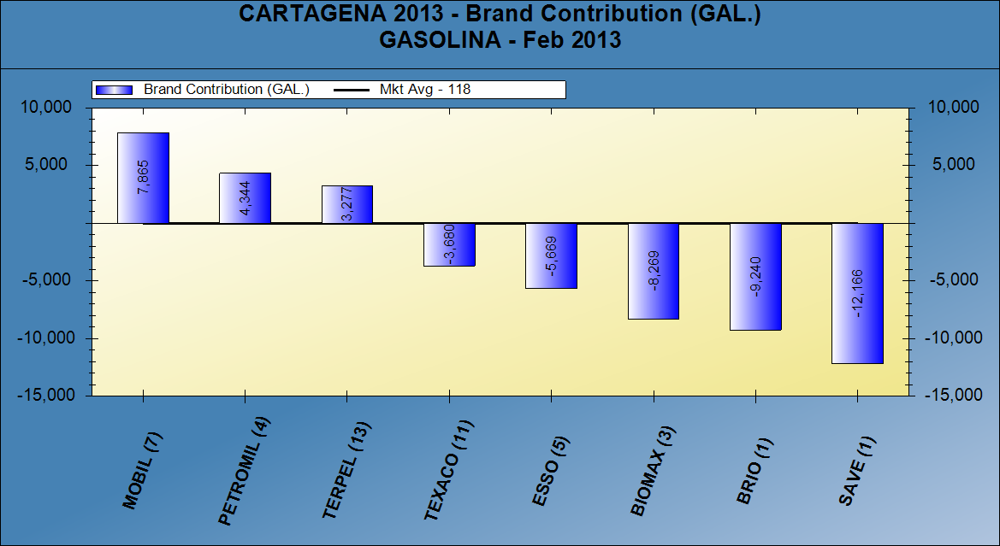 CARTAGENA 2013 - Brand Contribution (GAL.)
GASOLINA - Feb 2013
Brand Contribution (GAL.) Mkt Avg - 118
10,000 10,000
5,000 5,000
-5,000 -5,000
-10,000 -10,000
-15,000 -15,000
7,865
4,344
3,277
-3,680
-5,669
-8,269
-9,240
-12,166
MOBIL (7)
PETROMIL (4)
TERPEL (13)
TEXACO (11)
ESSO (5)
BIOMAX (3)
BRIO (1)
SAVE (1)